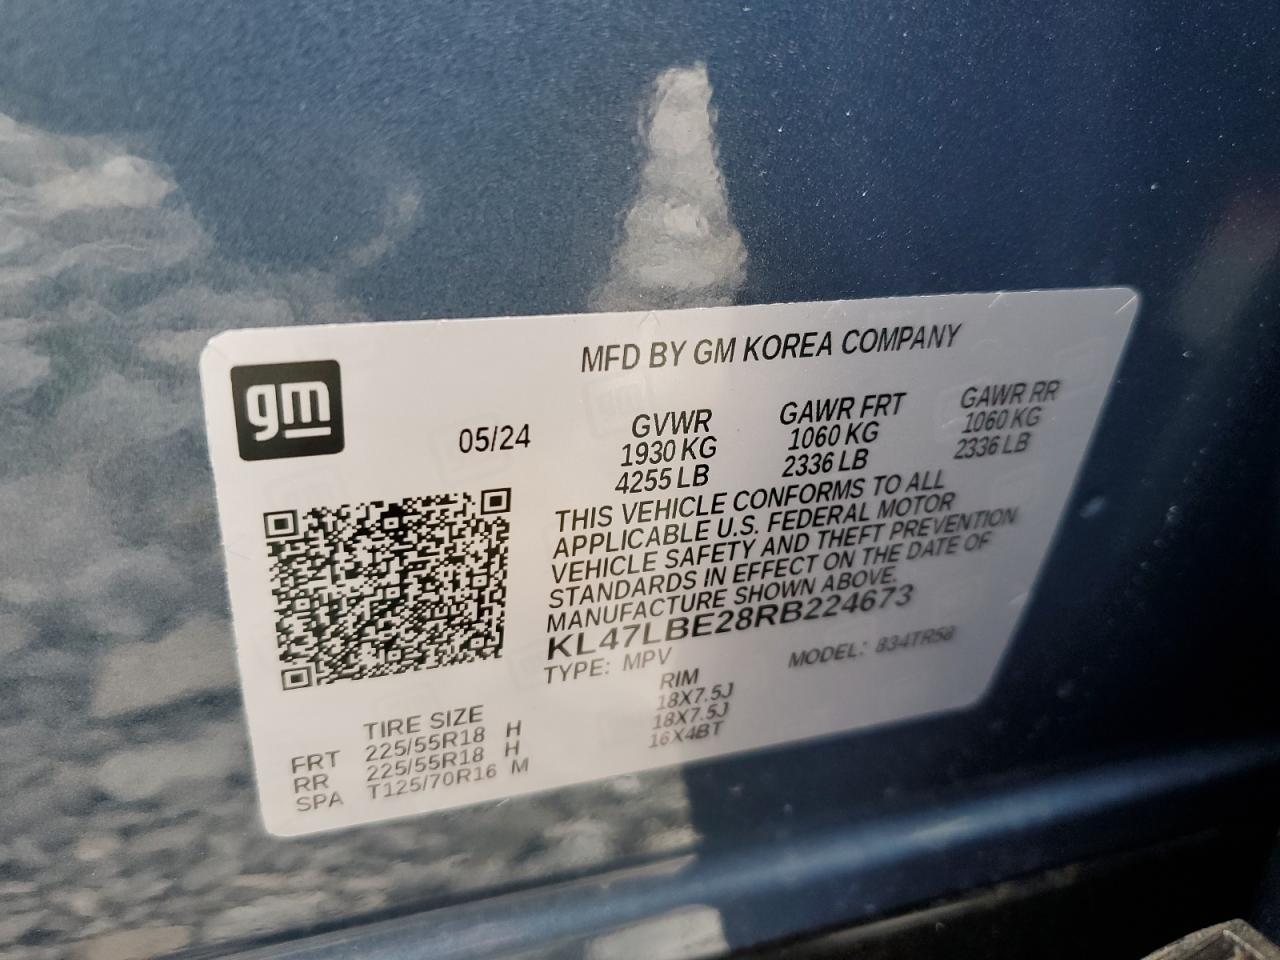 gm
MFD BY GM KOREA COMPANY
05/24
GVWR GAWR FRT GAWR RR
1930 KG 1060 KG 1060 KG
4255 LB 2336 LB 2336 LB
THIS VEHICLE CONFORMS TO ALL
APPLICABLE U.S. FEDERAL MOTOR
VEHICLE SAFETY AND THEFT PREVENTION
STANDARDS IN EFFECT ON THE DATE OF
MANUFACTURE SHOWN ABOVE.
KL47LBE28RB224673
TYPE: MPV MODEL: 834TR58
TIRE SIZE RIM
FRT 225/55R18 H 18X7.5J
RR 225/55R18 H 18X7.5J
SPA T125/70R16 M 16X4BT